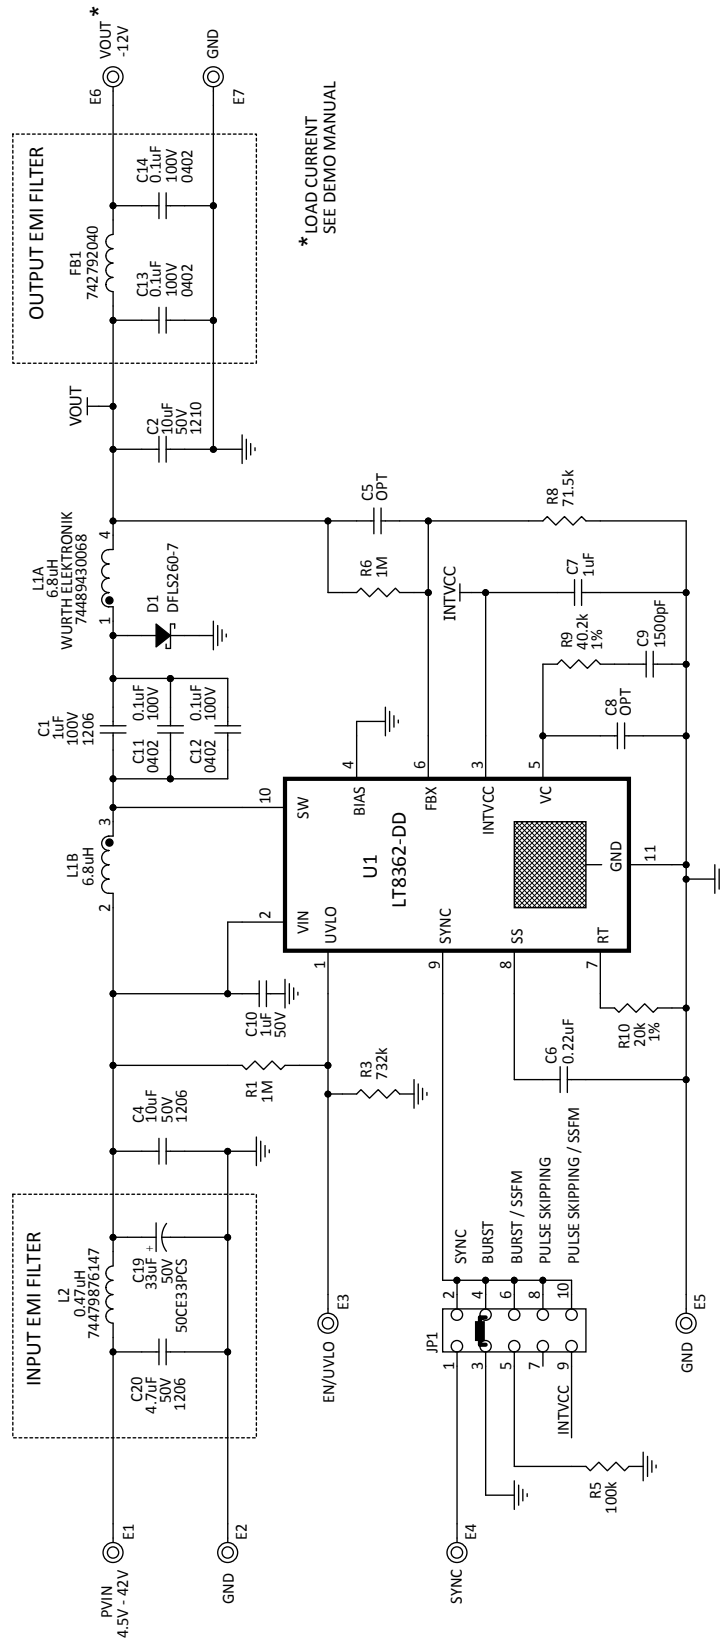 PVIN
4.5V - 42V
E1
GND
E2
INPUT EMI FILTER
C20
4.7uF
50V
1206
L2
0.47uH
74479876147
C19
33uF
+
50V
50CE33PCS
C4
10uF
50V
1206
R1
1M
C10
1uF
50V
EN/UVLO
E3
R3
732k
2
L1B
6.8uH
3
C1
1uF
100V
1206
C11
0402
0.1uF
100V
C12
0402
0.1uF
100V
D1
DFLS260-7
1
L1A
6.8uH
WURTH ELEKTRONIK
74489430068
4
C2
10uF
50V
1210
VOUT
OUTPUT EMI FILTER
C13
0.1uF
100V
0402
FB1
742792040
C14
0.1uF
100V
0402
E6
VOUT *
-12V
GND
E7
* LOAD CURRENT
SEE DEMO MANUAL
U1
LT8362-DD
2
VIN
1
UVLO
9
SYNC
8
SS
7
RT
10
SW
4
BIAS
6
FBX
3
INTVCC
5
VC
GND
11
R6
1M
C5
OPT
R8
71.5k
INTVCC
C7
1uF
R9
40.2k
1%
C9
1500pF
C8
OPT
R10
20k
1%
C6
0.22uF
SYNC
E4
JP1
1
2
SYNC
3
4
BURST
5
6
BURST / SSFM
7
8
PULSE SKIPPING
9
10
PULSE SKIPPING / SSFM
INTVCC
R5
100k
GND
E5